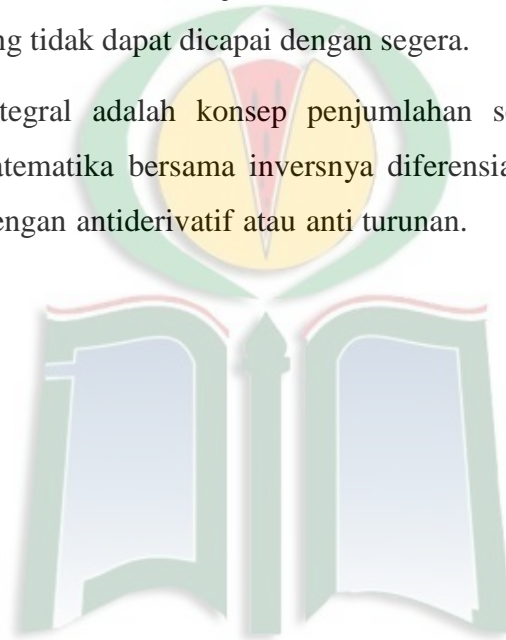 ng tidak dapat dicapai dengan segera.
tegral adalah konsep penjumlahan se
atematika bersama inversnya diferensia
engan antiderivatif atau anti turunan.